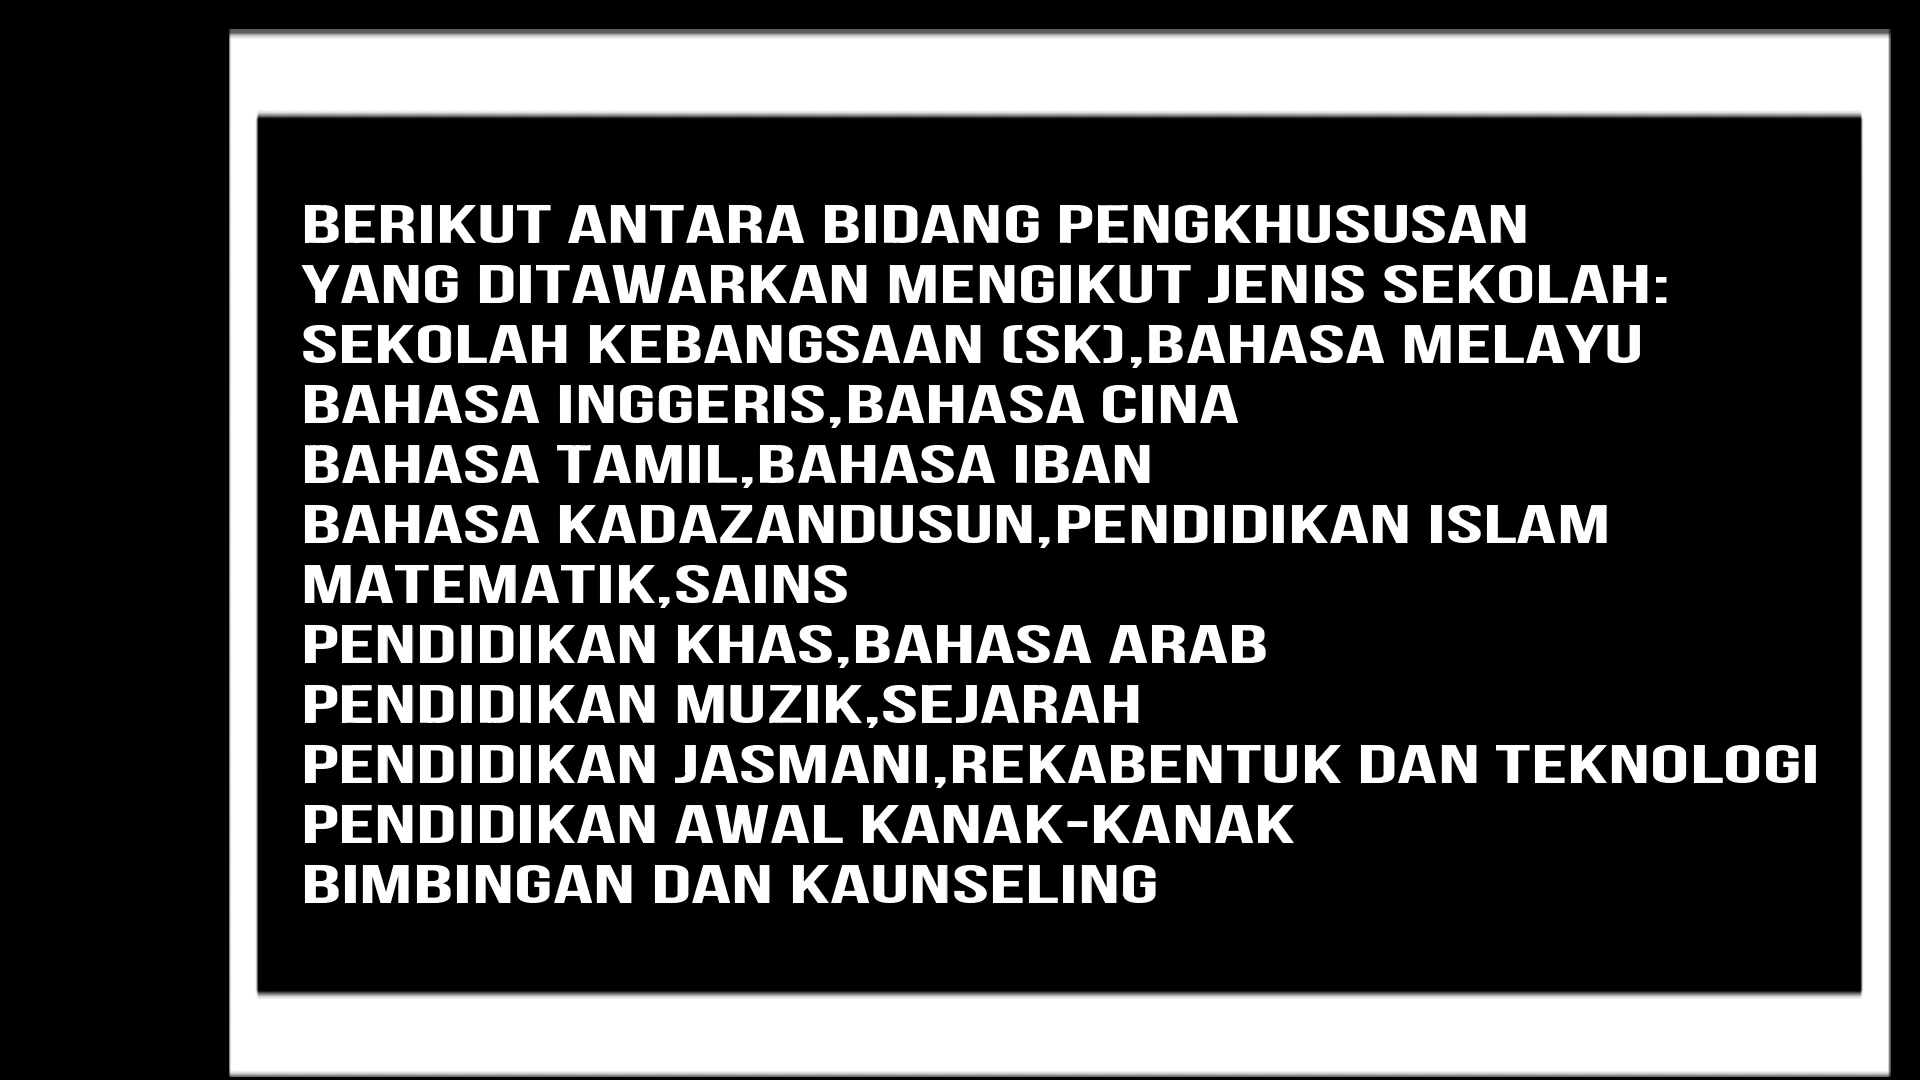 BERIKUT ANTARA BIDANG PENGKHUSUSAN
YANG DITAWARKAN MENGIKUT JENIS SEKOLAH:
SEKOLAH KEBANGSAAN (SK),BAHASA MELAYU
BAHASA INGGERIS,BAHASA CINA
BAHASA TAMIL,BAHASA IBAN
BAHASA KADAZANDUSUN,PENDIDIKAN ISLAM
MATEMATIK,SAINS
PENDIDIKAN KHAS,BAHASA ARAB
PENDIDIKAN MUZIK,SEJARAH
PENDIDIKAN JASMANI,REKABENTUK DAN TEKNOLOGI
PENDIDIKAN AWAL KANAK-KANAK
BIMBINGAN DAN KAUNSELING